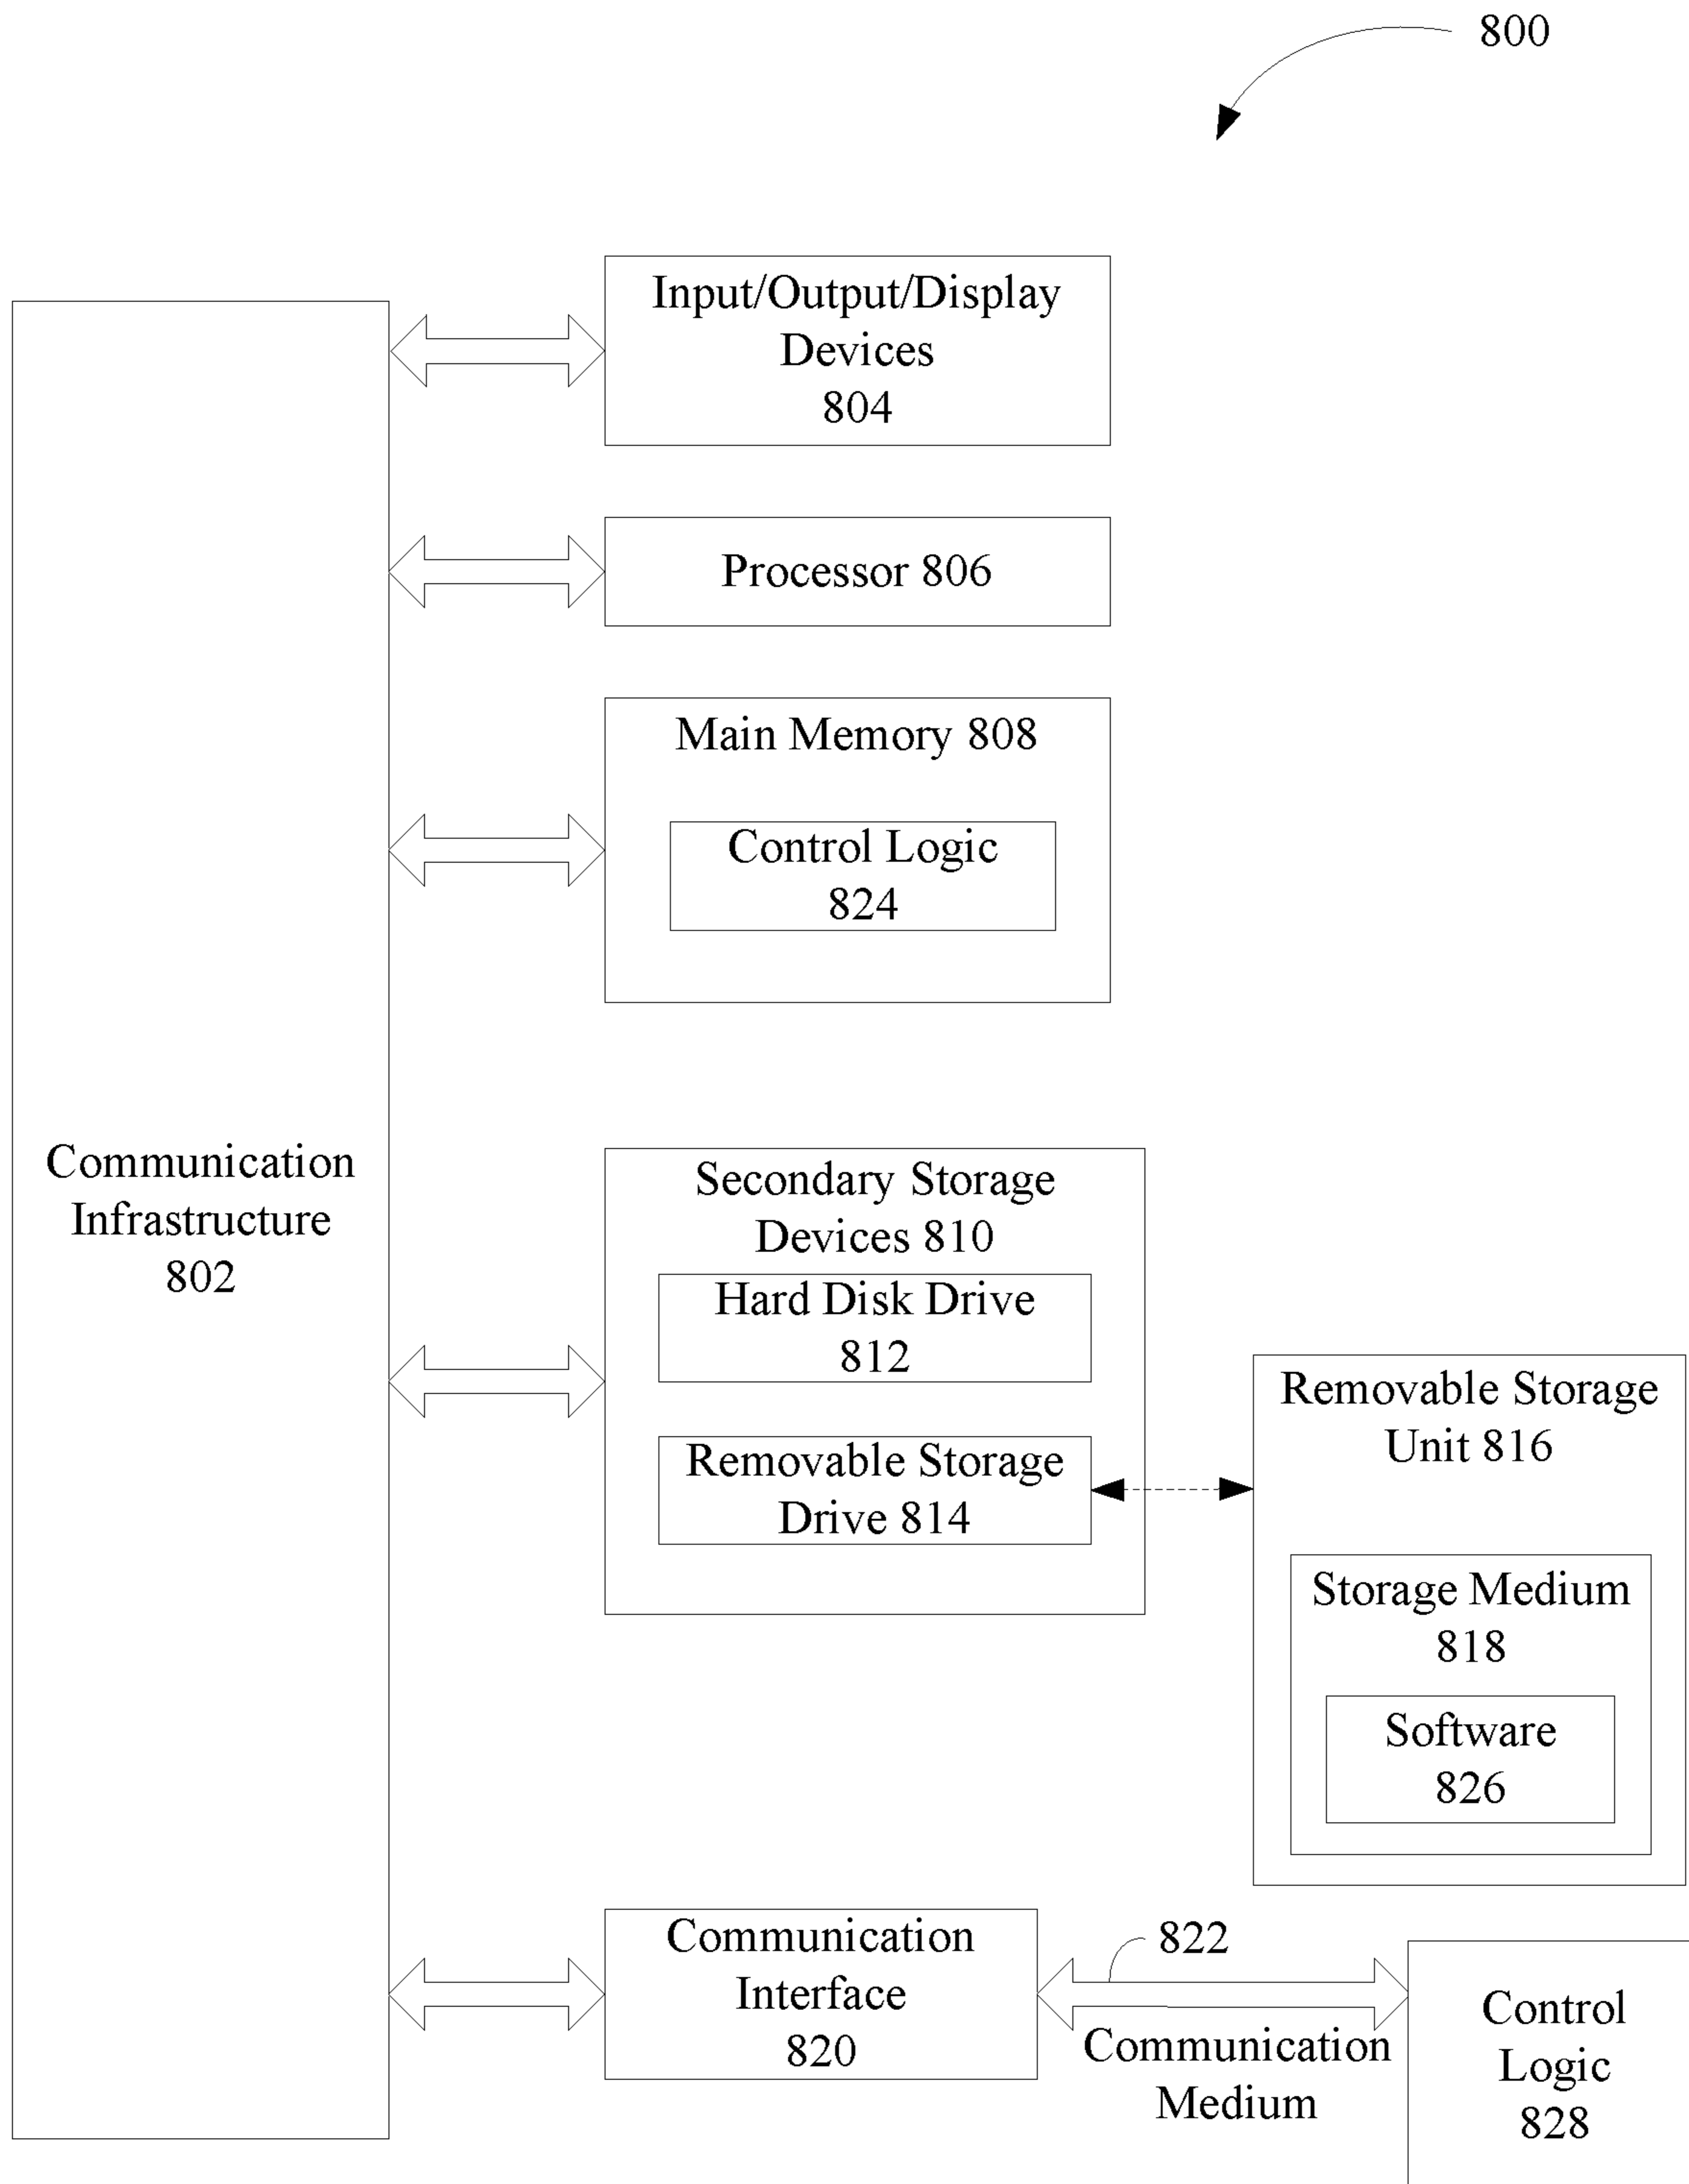 800
Input/Output/Display
Devices
804
Processor 806
Main Memory 808
Control Logic
824
Communication
Infrastructure
802
Secondary Storage
Devices 810
Hard Disk Drive
812
Removable Storage
Drive 814
Removable Storage
Unit 816
Storage Medium
818
Software
826
Communication
Interface
820
822
Communication
Medium
Control
Logic
828